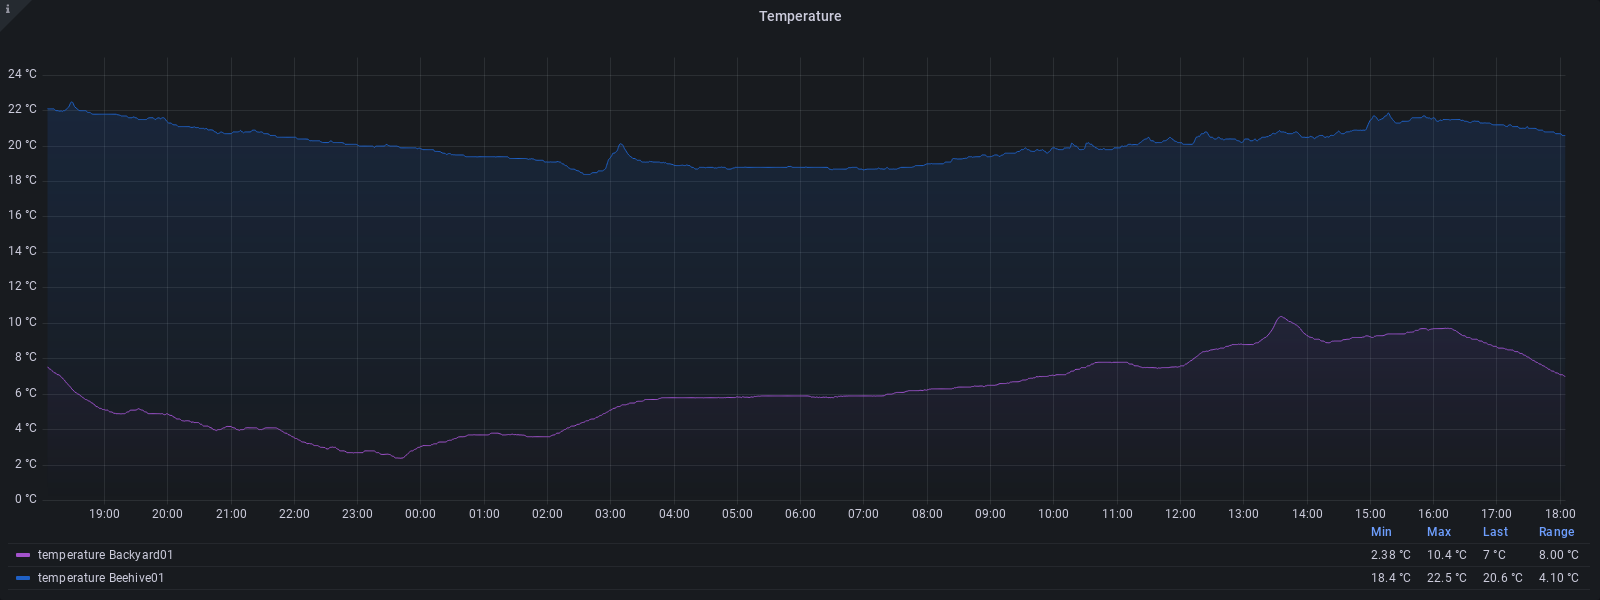 i
Temperature
24 °C
22 °C
20 °C
18 °C
16 °C
14 °C
12 °C
10 °C
8 °C
6 °C
4 °C
2 °C
0 °C
19:00 20:00 21:00 22:00 23:00 00:00 01:00 02:00 03:00 04:00 05:00 06:00 07:00 08:00 09:00 10:00 11:00 12:00 13:00 14:00 15:00 16:00 17:00 18:00
Min Max Last Range
temperature Backyard01 2.38 °C 10.4 °C 7 °C 8.00 °C
temperature Beehive01 18.4 °C 22.5 °C 20.6 °C 4.10 °C